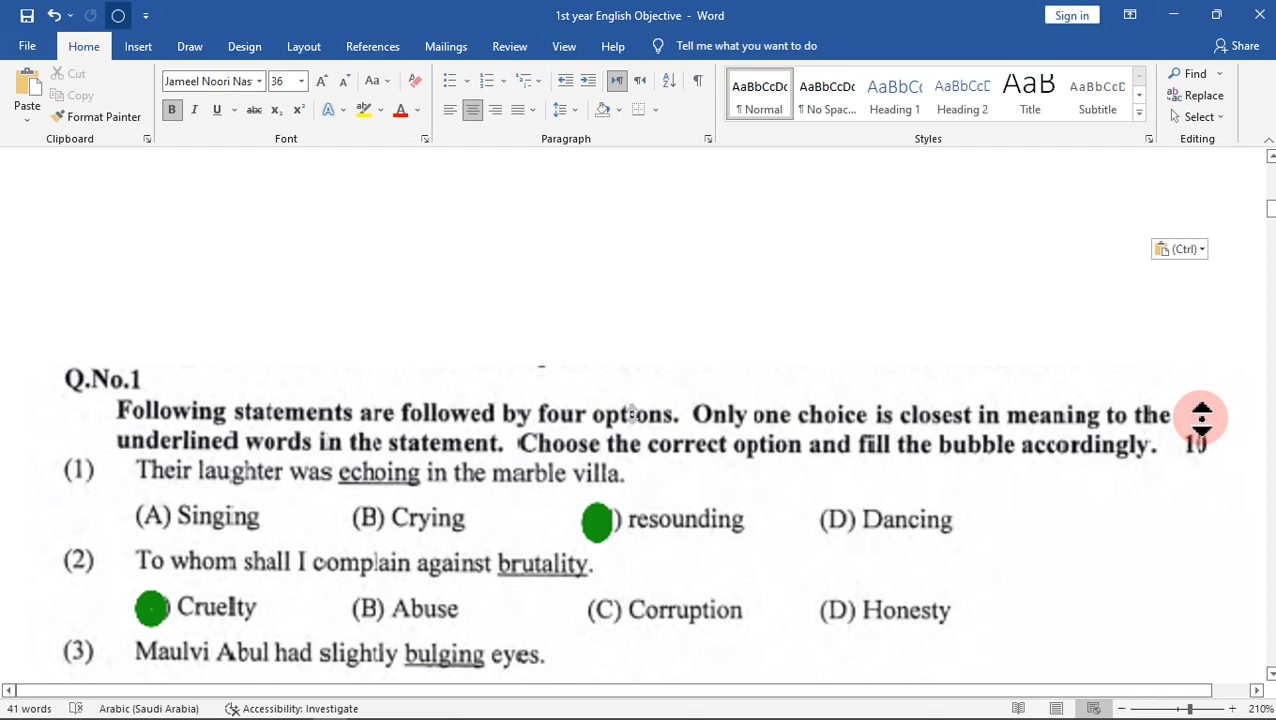 1st year English Objective - Word
Sign in
File Home Insert Draw Design Layout References Mailings Review View Help Tell me what you want to do Share
Paste
Cut
Copy
Format Painter
Clipboard
Jameel Noori Nas 36
Font
Paragraph
AaBbCcDc AaBbCcDc AaBbC( AaBbCcD AaB AaBbCcD
¶ Normal ¶ No Spac... Heading 1 Heading 2 Title Subtitle
Styles
Find
Replace
Select
Editing
(Ctrl)
Q.No.1
Following statements are followed by four options. Only one choice is closest in meaning to the
underlined words in the statement. Choose the correct option and fill the bubble accordingly. 10
(1) Their laughter was echoing in the marble villa.
(A) Singing (B) Crying ) resounding (D) Dancing
(2) To whom shall I complain against brutality.
) Cruelty (B) Abuse (C) Corruption (D) Honesty
(3) Maulvi Abul had slightly bulging eyes.
41 words Arabic (Saudi Arabia) Accessibility: Investigate 210%